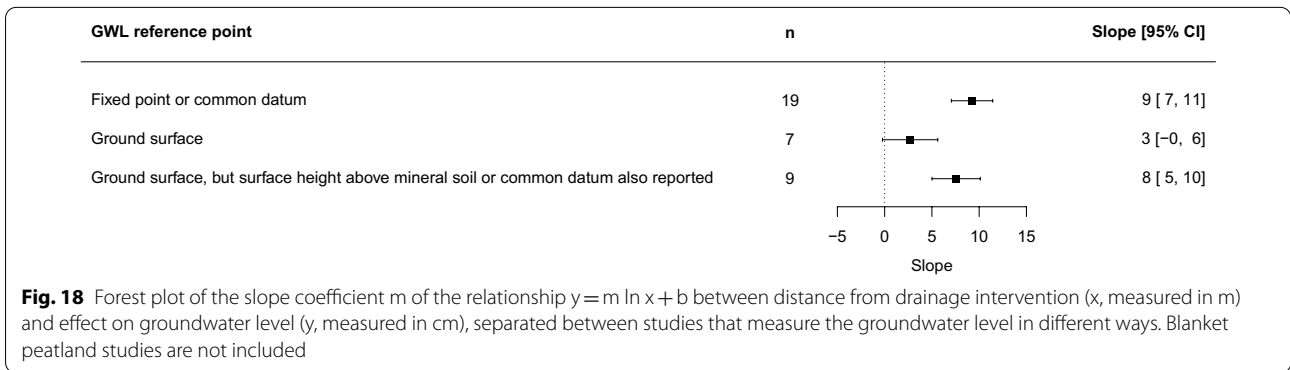 GWL reference point n Slope [95% CI]
Fixed point or common datum 19 9 [ 7, 11]
Ground surface 7 3 [−0, 6]
Ground surface, but surface height above mineral soil or common datum also reported 9 8 [ 5, 10]
−5 0 5 10 15
Slope
Fig. 18 Forest plot of the slope coefficient m of the relationship y = m ln x + b between distance from drainage intervention (x, measured in m)
and effect on groundwater level (y, measured in cm), separated between studies that measure the groundwater level in different ways. Blanket
peatland studies are not included